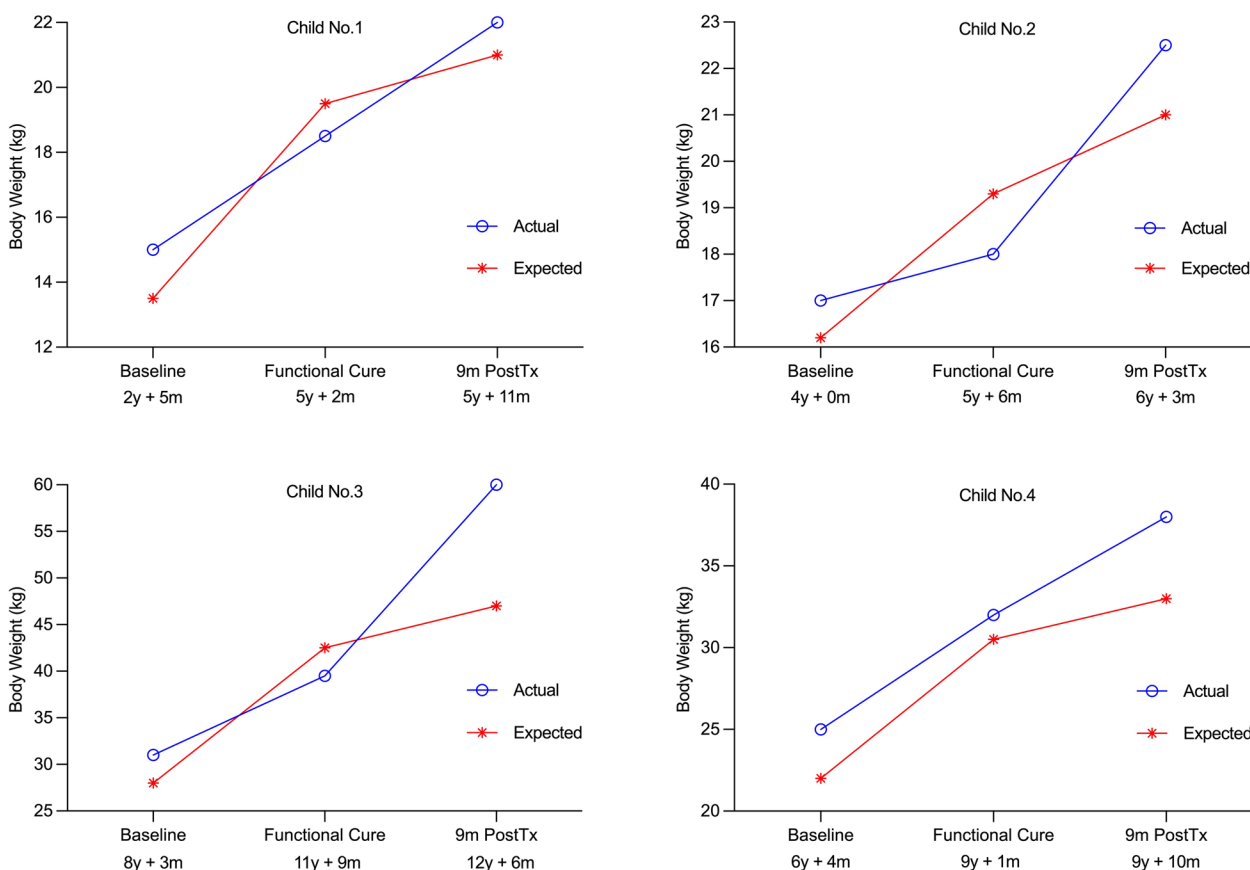 Child No.1
Body Weight (kg)
22
20
18
16
14
12
Actual
Expected
Baseline Functional Cure 9m PostTx
2y + 5m 5y + 2m 5y + 11m
Child No.2
Body Weight (kg)
23
22
21
20
19
18
17
16
Actual
Expected
Baseline Functional Cure 9m PostTx
4y + 0m 5y + 6m 6y + 3m
Child No.3
Body Weight (kg)
60
55
50
45
40
35
30
25
Actual
Expected
Baseline Functional Cure 9m PostTx
8y + 3m 11y + 9m 12y + 6m
Child No.4
Body Weight (kg)
40
35
30
25
20
Actual
Expected
Baseline Functional Cure 9m PostTx
6y + 4m 9y + 1m 9y + 10m